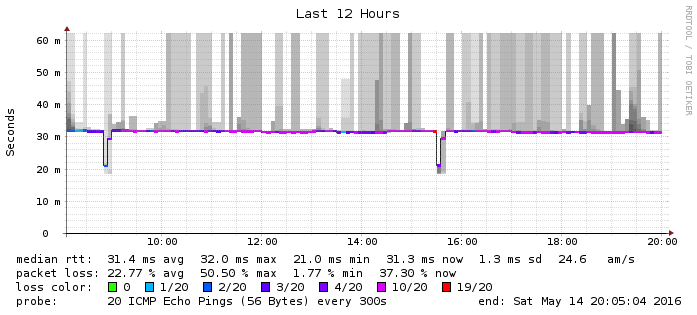 Last 12 Hours
RRDTOOL / TOBI OETIKER
Seconds
60 m
50 m
40 m
30 m
20 m
10 m
0
10:00 12:00 14:00 16:00 18:00 20:00
median rtt: 31.4 ms avg 32.0 ms max 21.0 ms min 31.3 ms now 1.3 ms sd 24.6 am/s
packet loss: 22.77 % avg 50.50 % max 1.77 % min 37.30 % now
loss color: 0 1/20 2/20 3/20 4/20 10/20 19/20
probe: 20 ICMP Echo Pings (56 Bytes) every 300s end: Sat May 14 20:05:04 2016